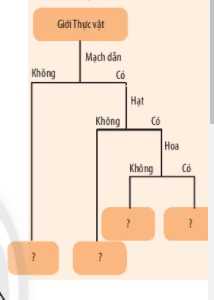 Giới Thực vật
Mạch dẫn
Không
Có
Hạt
Không
Có
Hoa
Không
Có
?
?
?
?